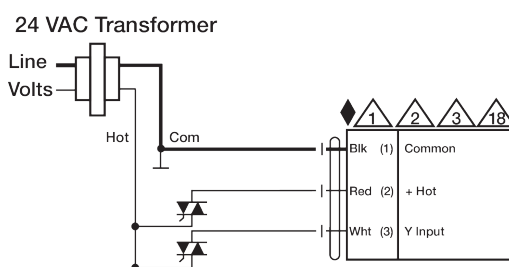 24 VAC Transformer
Line
Volts
Hot
Com
1 2 3 18
Blk (1) Common
Red (2) + Hot
Wht (3) Y Input